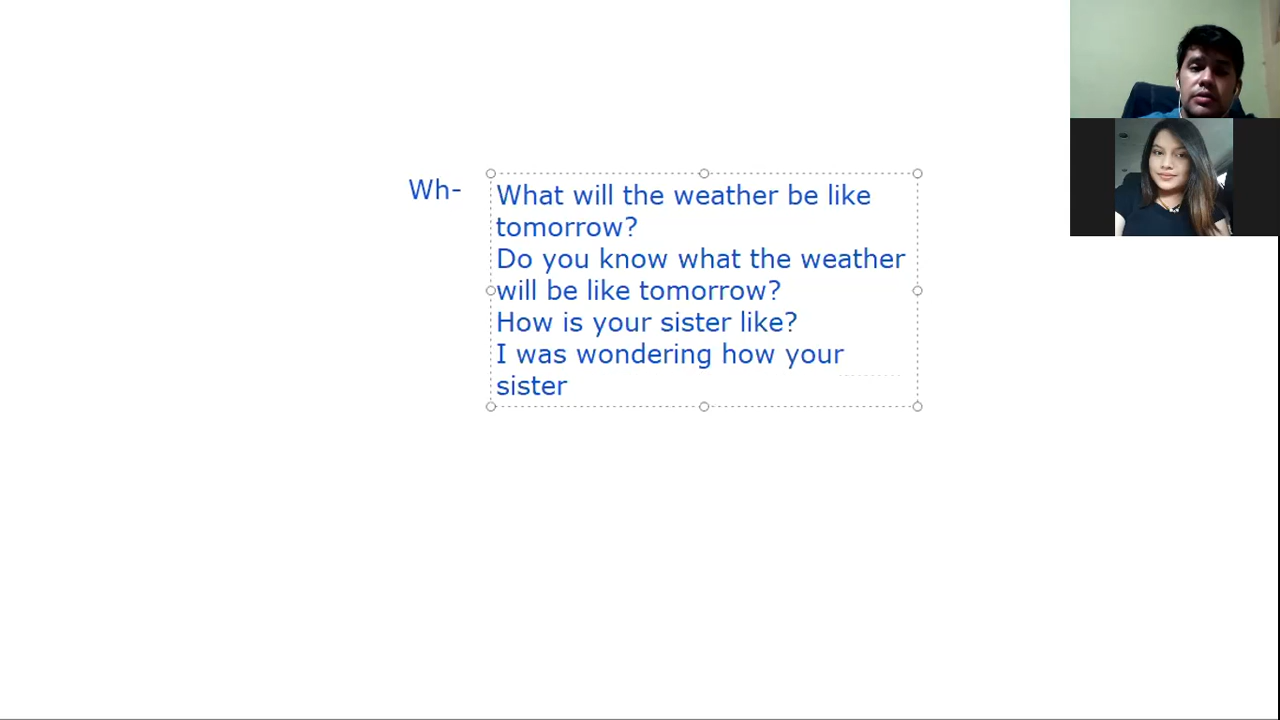 Wh-
What will the weather be like
tomorrow?
Do you know what the weather
will be like tomorrow?
How is your sister like?
I was wondering how your
sister